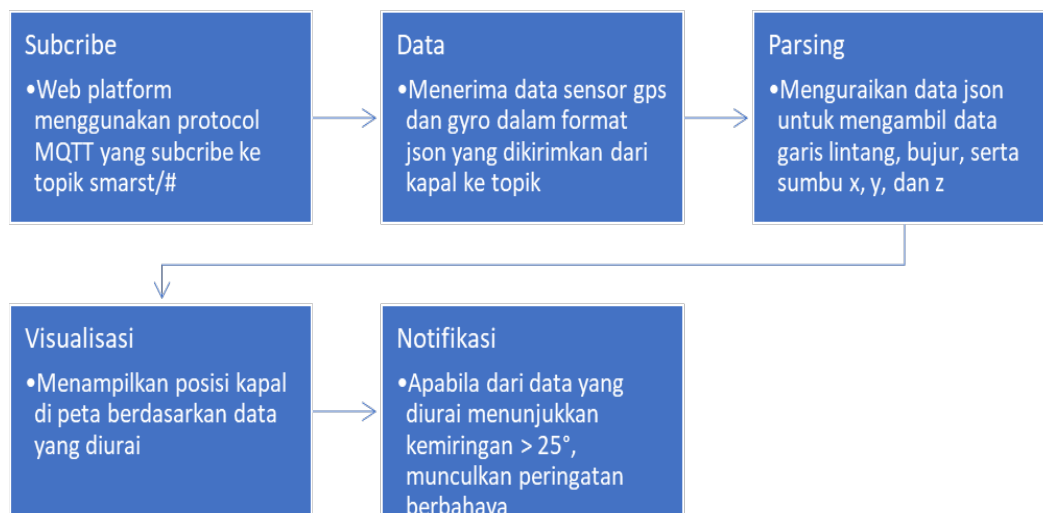 Subcribe
•Web platform
menggunakan protocol
MQTT yang subcribe ke
topik smarst/#
Data
•Menerima data sensor gps
dan gyro dalam format
json yang dikirimkan dari
kapal ke topik
Parsing
•Menguraikan data json
untuk mengambil data
garis lintang, bujur, serta
sumbu x, y, dan z
Visualisasi
•Menampilkan posisi kapal
di peta berdasarkan data
yang diurai
Notifikasi
•Apabila dari data yang
diurai menunjukkan
kemiringan > 25°,
munculkan peringatan
berbahaya